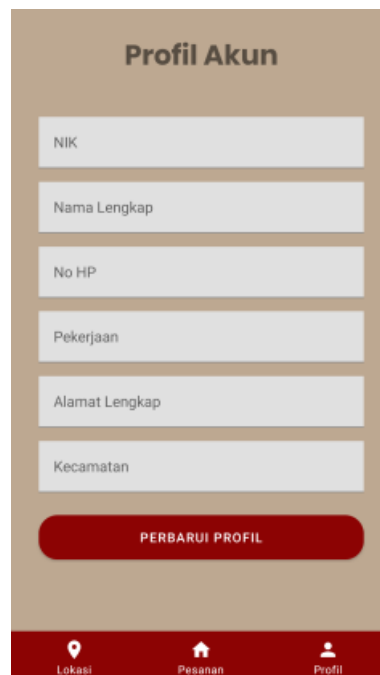 Profil Akun
NIK
Nama Lengkap
No HP
Pekerjaan
Alamat Lengkap
Kecamatan
PERBARUI PROFIL
Lokasi
Pesanan
Profil